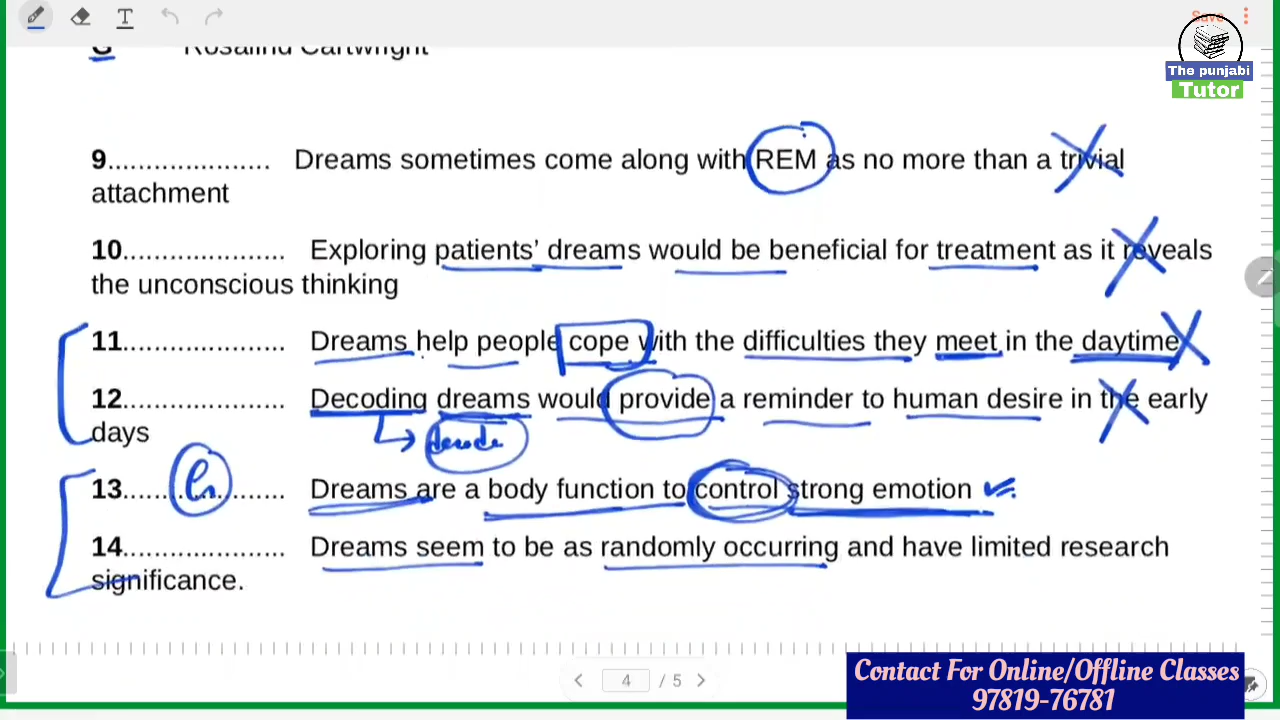 Save
The punjabi
Tutor
G Rosalind Cartwright
9..................... Dreams sometimes come along with REM as no more than a trivial
attachment
10..................... Exploring patients' dreams would be beneficial for treatment as it reveals
the unconscious thinking
11..................... Dreams help people cope with the difficulties they meet in the daytime
12..................... Decoding dreams would provide a reminder to human desire in the early
days
decode
13..................... Dreams are a body function to control strong emotion
14..................... Dreams seem to be as randomly occurring and have limited research
significance.
4 / 5
Contact For Online/Offline Classes
97819-76781